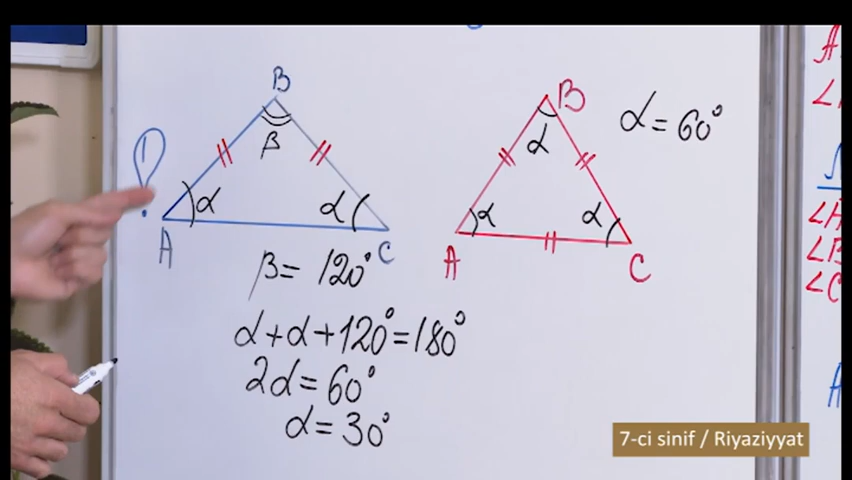 B
β
α
α
A
C
β = 120°
α + α + 120° = 180°
2α = 60°
α = 30°
B
α
α
α
A
C
α = 60°
!
∠A
∠B
∠C
7-ci sinif / Riyaziyyat